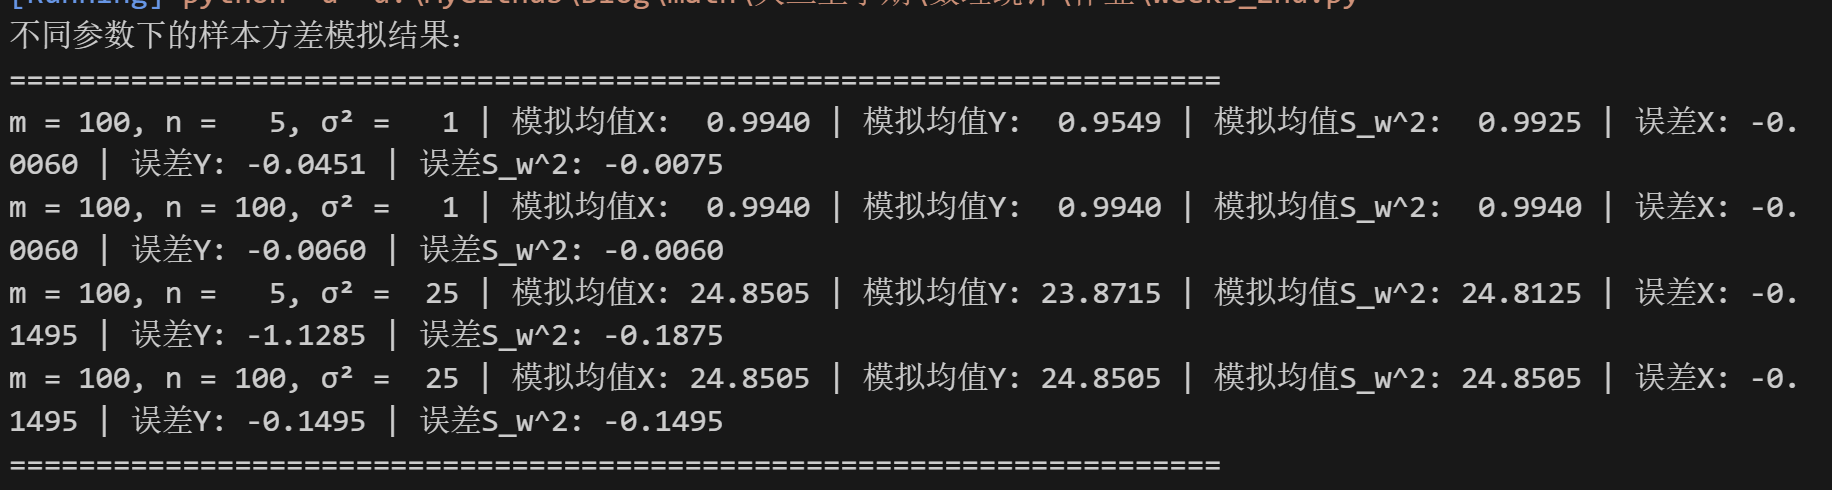 不同参数下的样本方差模拟结果:
======================================================================
m = 100, n =   5, σ² =   1 | 模拟均值X:  0.9940 | 模拟均值Y:  0.9549 | 模拟均值S_w^2:  0.9925 | 误差X: -0.
0060 | 误差Y: -0.0451 | 误差S_w^2: -0.0075
m = 100, n = 100, σ² =   1 | 模拟均值X:  0.9940 | 模拟均值Y:  0.9940 | 模拟均值S_w^2:  0.9940 | 误差X: -0.
0060 | 误差Y: -0.0060 | 误差S_w^2: -0.0060
m = 100, n =   5, σ² =  25 | 模拟均值X: 24.8505 | 模拟均值Y: 23.8715 | 模拟均值S_w^2: 24.8125 | 误差X: -0.
1495 | 误差Y: -1.1285 | 误差S_w^2: -0.1875
m = 100, n = 100, σ² =  25 | 模拟均值X: 24.8505 | 模拟均值Y: 24.8505 | 模拟均值S_w^2: 24.8505 | 误差X: -0.
1495 | 误差Y: -0.1495 | 误差S_w^2: -0.1495
======================================================================